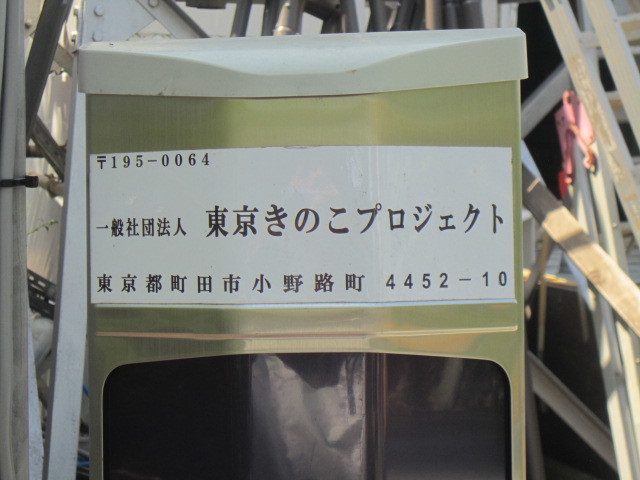 〒195-0064
一般社団法人 東京きのこプロジェクト
東京都町田市小野路町 4452-10